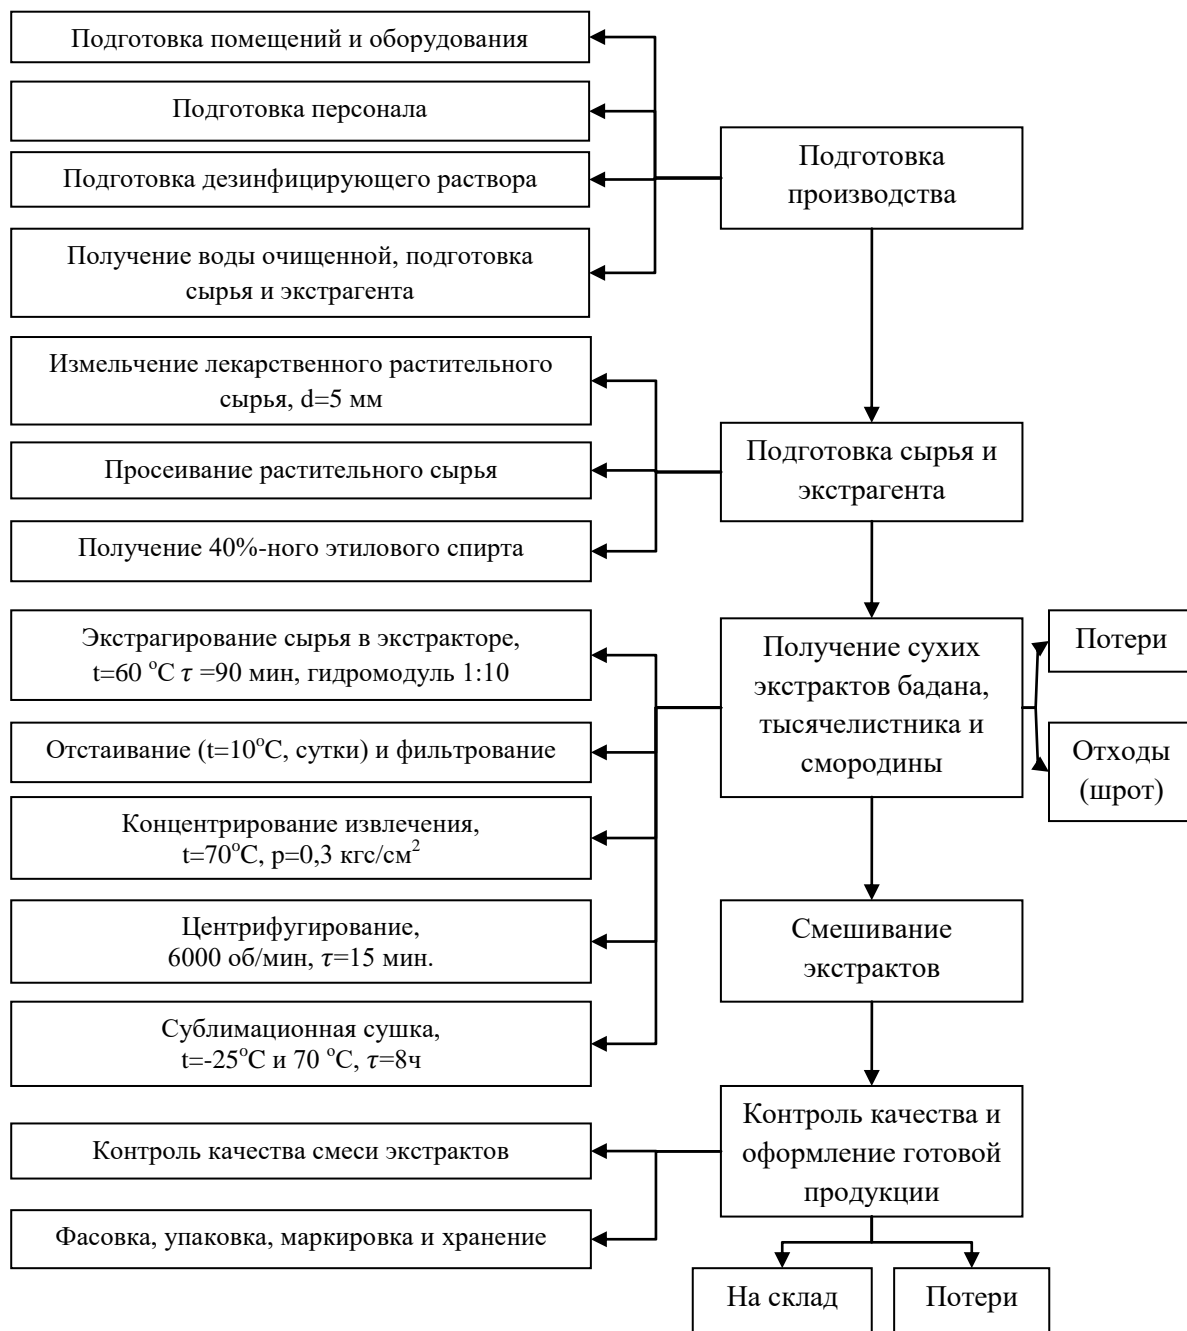 Подготовка помещений и оборудования
Подготовка персонала
Подготовка дезинфицирующего раствора
Получение воды очищенной, подготовка
сырья и экстрагента
Подготовка
производства
Измельчение лекарственного растительного
сырья, d=5 мм
Просеивание растительного сырья
Получение 40%-ного этилового спирта
Подготовка сырья и
экстрагента
Экстрагирование сырья в экстракторе,
t=60 °С τ =90 мин, гидромодуль 1:10
Отстаивание (t=10°С, сутки) и фильтрование
Концентрирование извлечения,
t=70°С, р=0,3 кгс/см²
Центрифугирование,
6000 об/мин, τ=15 мин.
Сублимационная сушка,
t=-25°С и 70 °С, τ=8ч
Получение сухих
экстрактов бадана,
тысячелистника и
смородины
Потери
Отходы
(шрот)
Смешивание
экстрактов
Контроль качества смеси экстрактов
Фасовка, упаковка, маркировка и хранение
Контроль качества и
оформление готовой
продукции
На склад
Потери